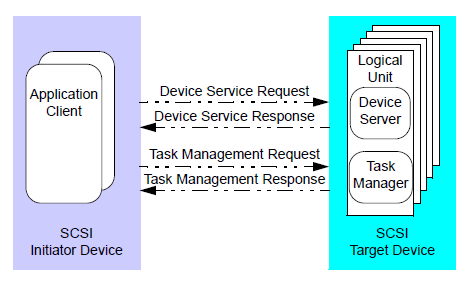 Application
Client
Device Service Request
Device Service Response
Task Management Request
Task Management Response
Logical
Unit
Device
Server
Task
Manager
SCSI
Initiator Device
SCSI
Target Device